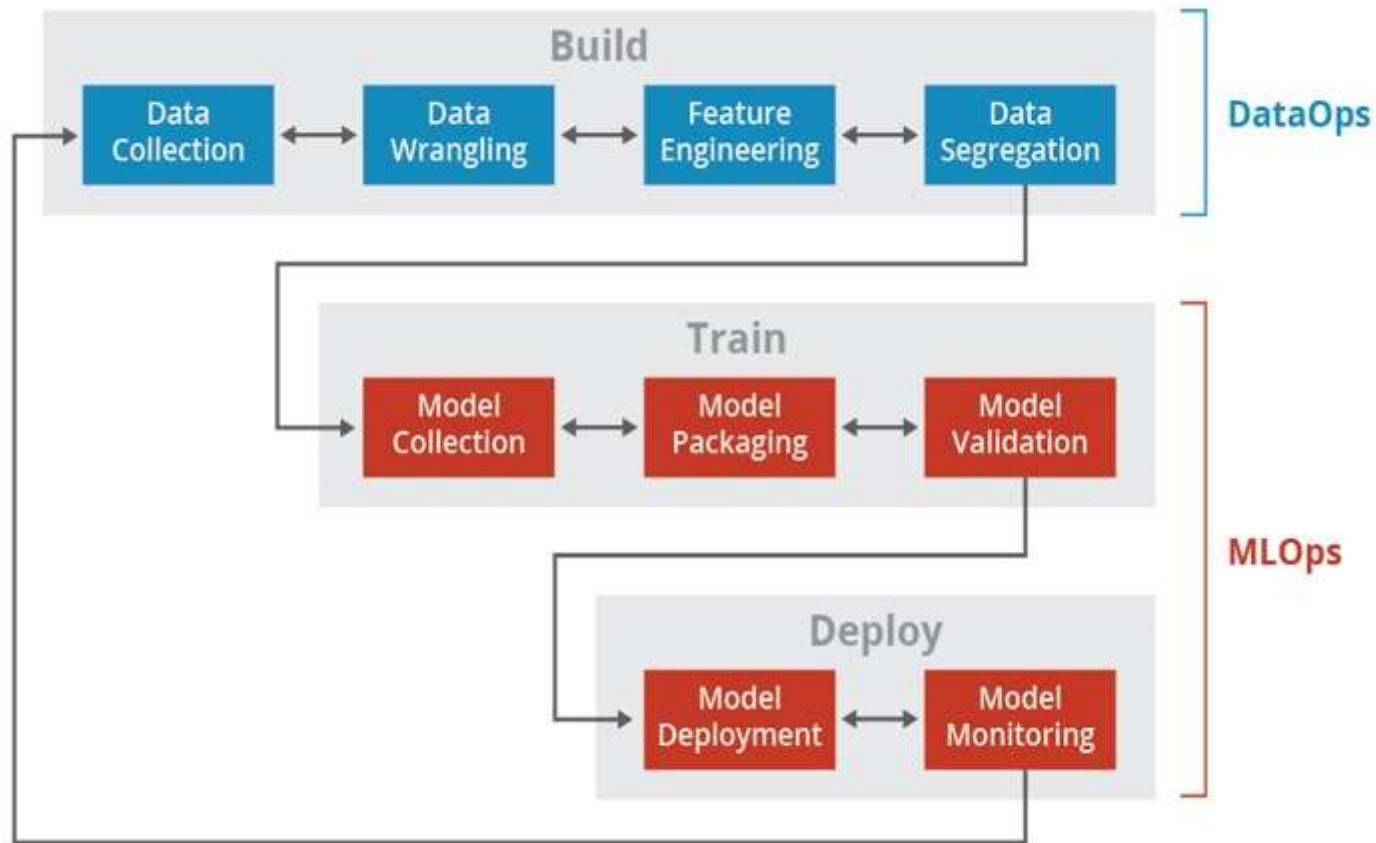 Build
Data
Collection
Data
Wrangling
Feature
Engineering
Data
Segregation
DataOps
Train
Model
Collection
Model
Packaging
Model
Validation
MLOps
Deploy
Model
Deployment
Model
Monitoring